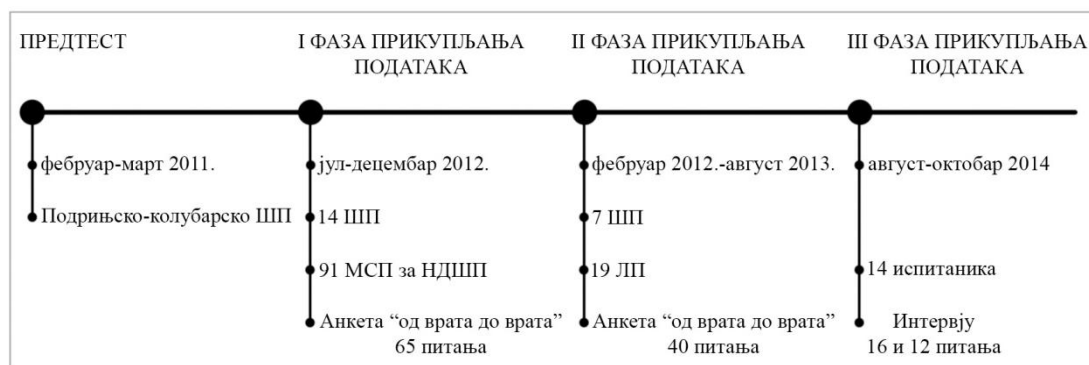 ПРЕДТЕСТ
I ФАЗА ПРИКУПЉАЊА
ПОДАТАКА
II ФАЗА ПРИКУПЉАЊА
ПОДАТАКА
III ФАЗА ПРИКУПЉАЊА
ПОДАТАКА
фебруар-март 2011.
Подрињско-колубарско ШП
јул-децембар 2012.
14 ШП
91 МСП за НДШП
Анкета “од врата до врата”
65 питања
фебруар 2012.-август 2013.
7 ШП
19 ЛП
Анкета “од врата до врата”
40 питања
август-октобар 2014
14 испитаника
Интервју
16 и 12 питања